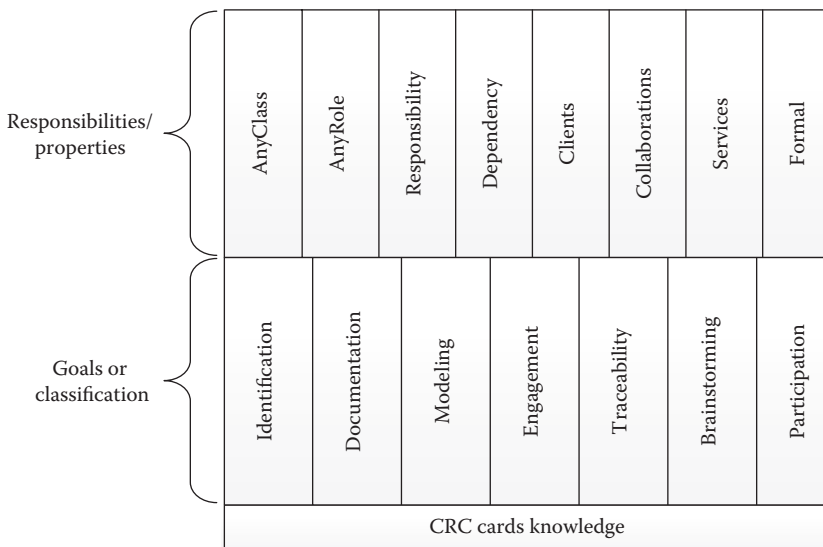 Responsibilities/
properties
AnyClass
AnyRole
Responsibility
Dependency
Clients
Collaborations
Services
Formal
Goals or
classification
Identification
Documentation
Modeling
Engagement
Traceability
Brainstorming
Participation
CRC cards knowledge